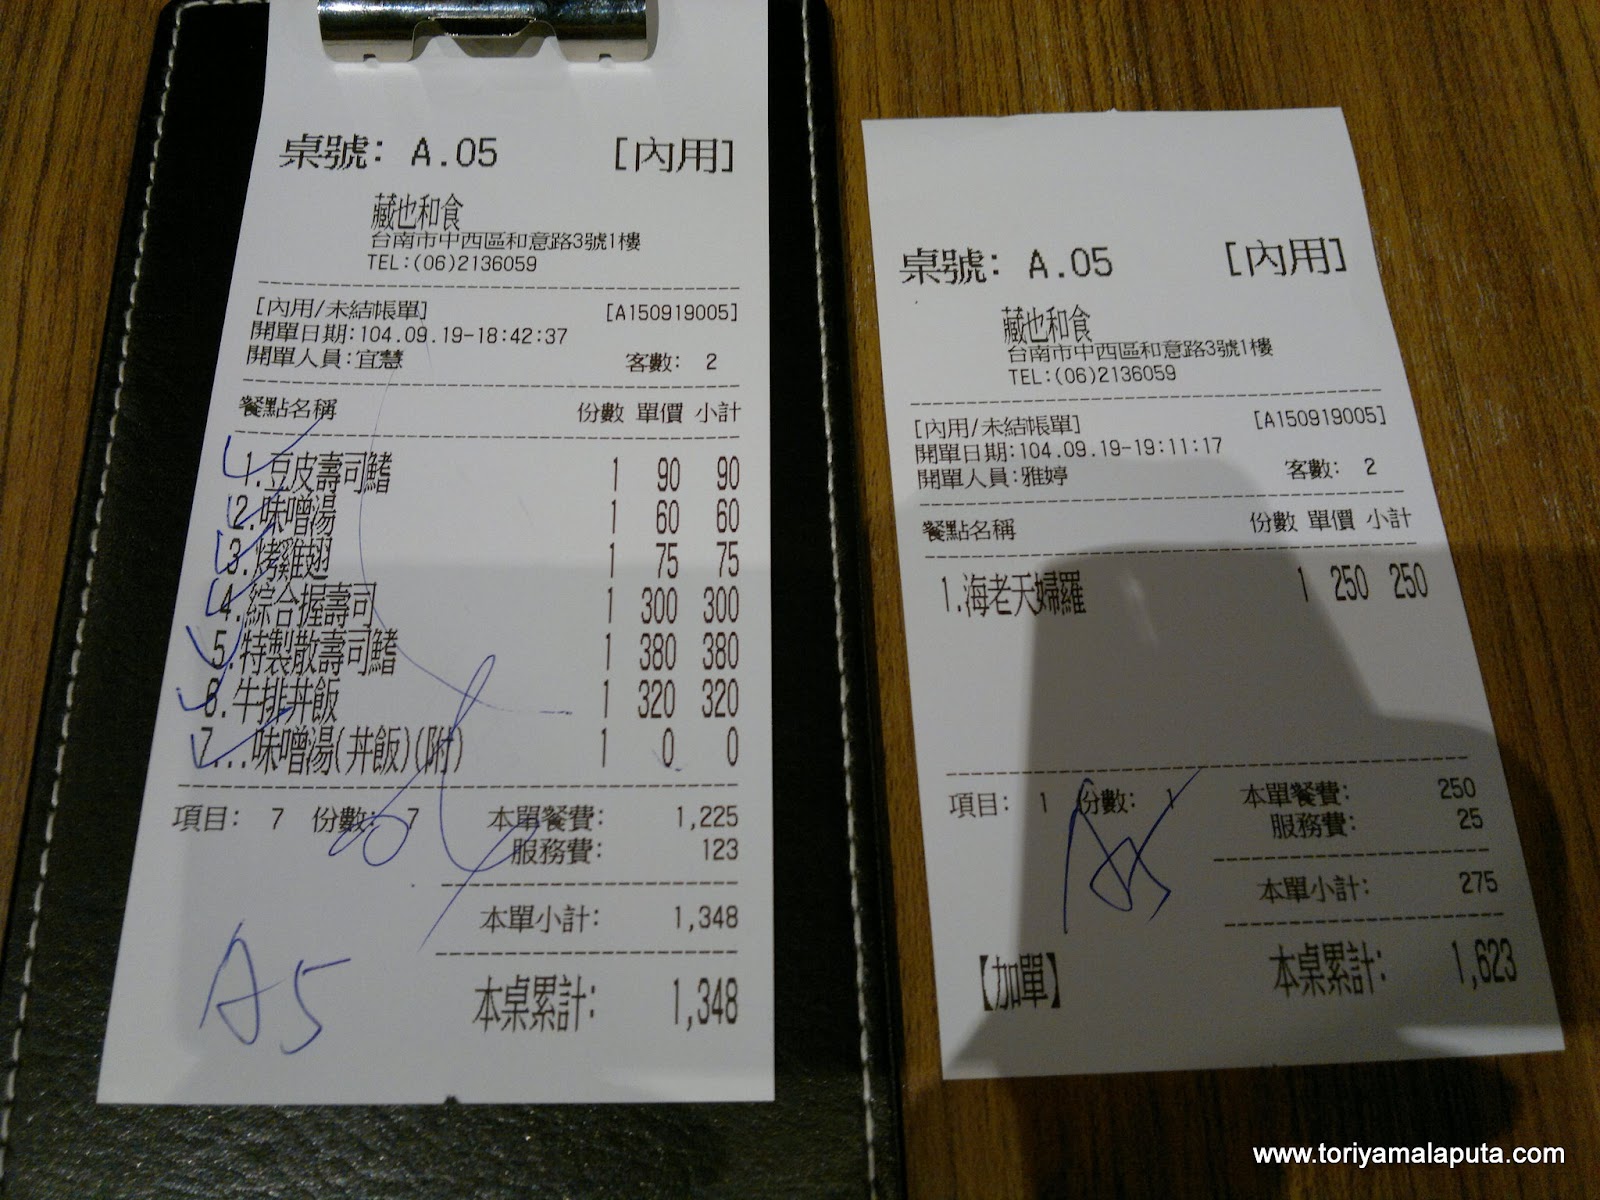 桌號: A.05 [內用]
藏也和食
台南市中西區和意路3號1樓
TEL:(06)2136059
[內用/未結帳單] [A150919005]
開單日期:104.09.19-18:42:37
開單人員:宜慧 客數: 2
餐點名稱 份數 單價 小計
1.豆皮壽司鰭 1 90 90
2.味噌湯 1 60 60
3.烤雞翅 1 75 75
4.綜合握壽司 1 300 300
5.特製散壽司鰭 1 380 380
6.牛排丼飯 1 320 320
7...味噌湯(丼飯)(附) 1 0 0
項目: 7 份數: 7 本單餐費: 1,225
服務費: 123
本單小計: 1,348
本桌累計: 1,348
A5
桌號: A.05 [內用]
藏也和食
台南市中西區和意路3號1樓
TEL:(06)2136059
[內用/未結帳單] [A150919005]
開單日期:104.09.19-19:11:17
開單人員:雅婷 客數: 2
餐點名稱 份數 單價 小計
1.海老天婦羅 1 250 250
項目: 1 份數: 1 本單餐費: 250
服務費: 25
本單小計: 275
【加單】 本桌累計: 1,623
A5
www.toriyamalaputa.com